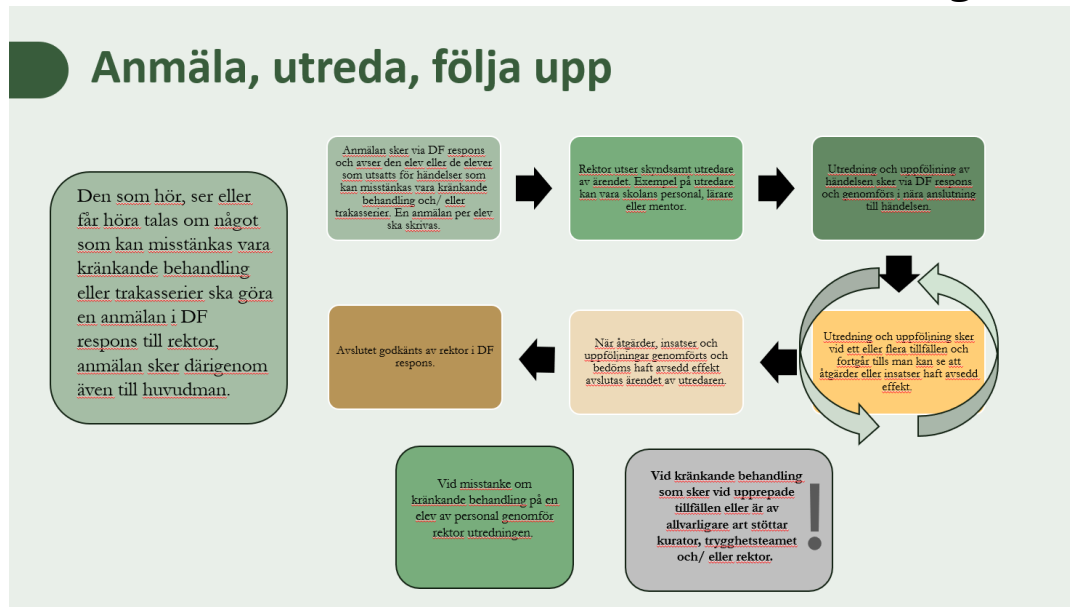 Anmäla, utreda, följa upp
Den som hör, ser eller
får höra talas om något
som kan misstänkas vara
kränkande behandling
eller trakasserier ska göra
en anmälan i DF
respons till rektor,
anmälan sker därigenom
även till huvudman.
Anmälan sker via DF respons
och avser den elev eller de elever
som utsatts för händelser som
kan misstänkas vara kränkande
behandling och/ eller
trakasserier. En anmälan per elev
ska skrivas.
Rektor utser skyndsamt utredare
av ärendet. Exempel på utredare
kan vara skolans personal, lärare
eller mentor.
Utredning och uppföljning av
händelsen sker via DF respons
och genomförs i nära anslutning
till händelsen.
Utredning och uppföljning sker
vid ett eller flera tillfällen och
fortgår tills man kan se att
åtgärder eller insatser haft avsedd
effekt.
När åtgärder, insatser och
uppföljningar genomförts och
bedöms haft avsedd effekt
avslutas ärendet av utredaren.
Avslutet godkänts av rektor i DF
respons.
Vid misstanke om
kränkande behandling på en
elev av personal genomför
rektor utredningen.
Vid kränkande behandling
som sker vid upprepade
tillfällen eller är av
allvarligare art stöttar
kurator, trygghetsteamet
och/ eller rektor.
!